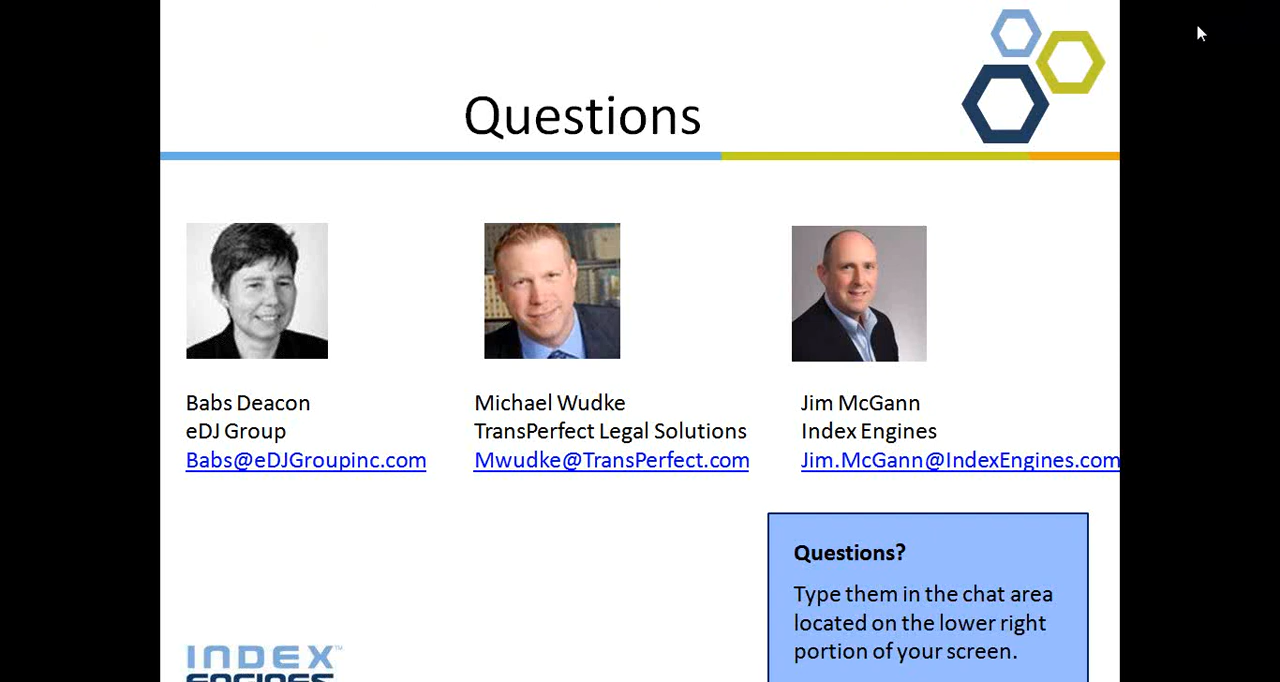 Questions
Babs Deacon
eDJ Group
Babs@eDJGroupinc.com
Michael Wudke
TransPerfect Legal Solutions
Mwudke@TransPerfect.com
Jim McGann
Index Engines
Jim.McGann@IndexEngines.com
Questions?
Type them in the chat area
located on the lower right
portion of your screen.
INDEX™
ENGINES